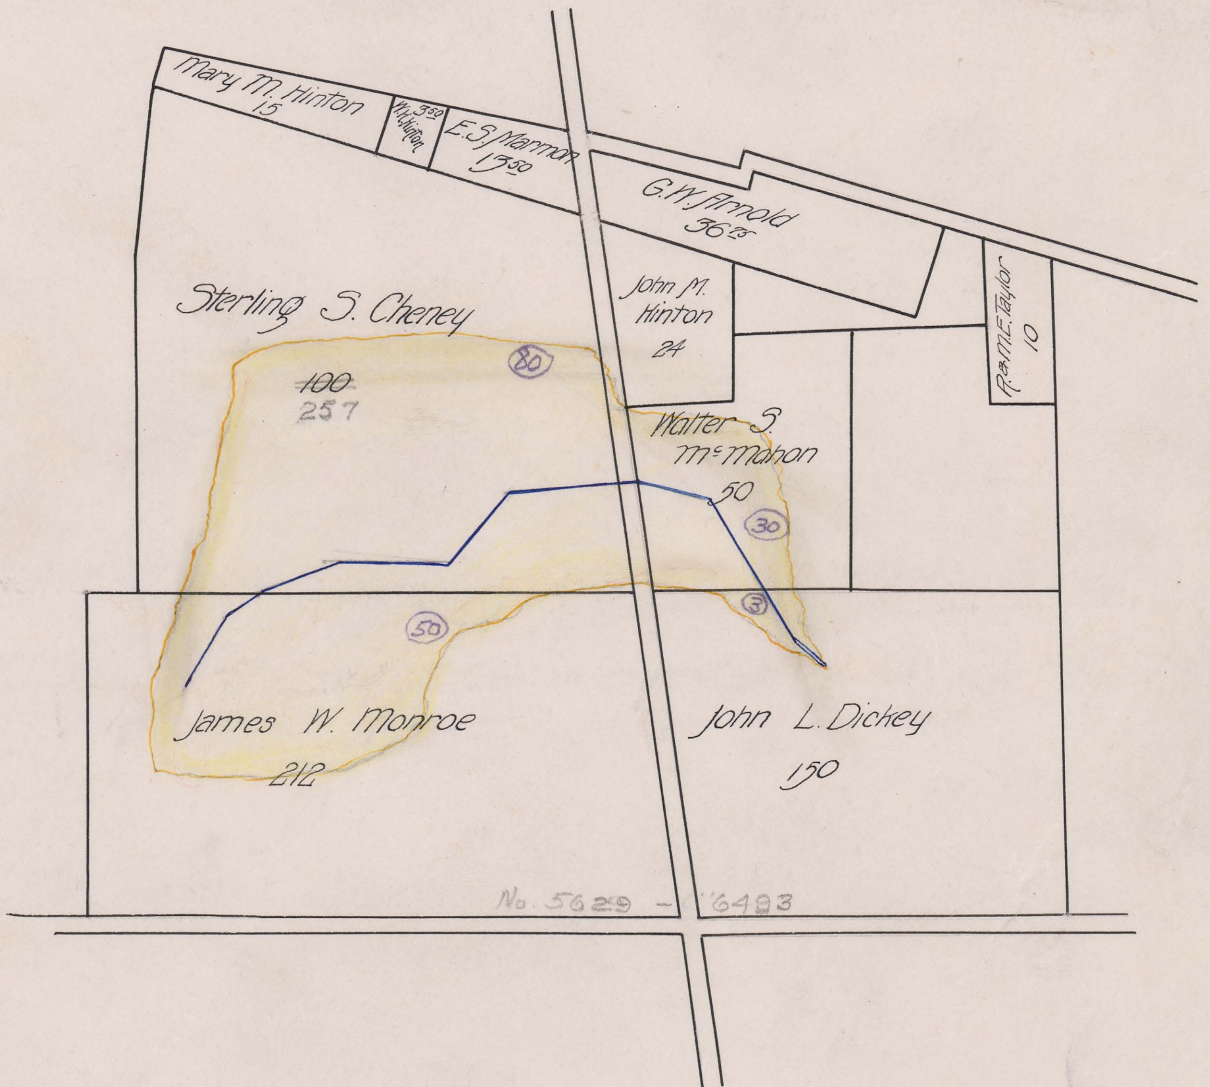 Mary M. Hinton
15
W.H. Hinton
3 50
E.S. Marmon
13 50
G.W. Arnold
36 75
John M.
Hinton
24
R. & M.E. Taylor
10
Sterling S. Cheney
80
100
257
Walter S.
McMahon
50
30
3
50
James W. Monroe
212
John L. Dickey
150
No. 5629 - 6493